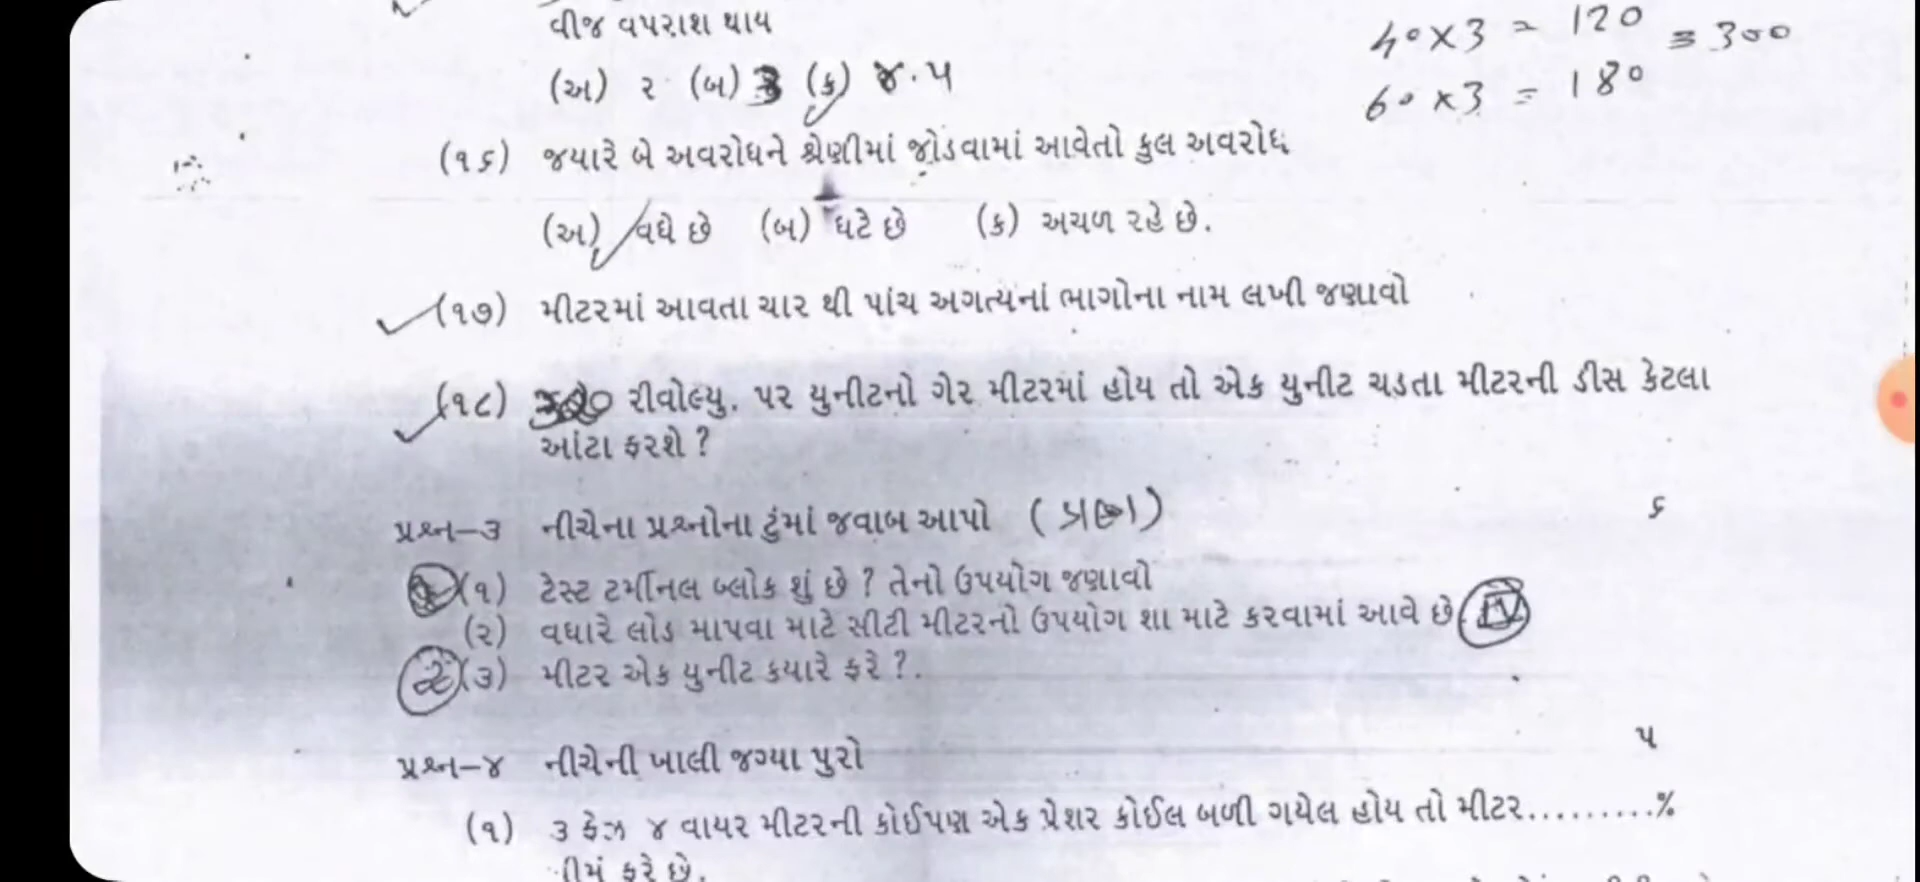 વીજ વપરાશ થાય
40 x 3 = 120 = 300
60 x 3 = 180
(અ) ૨ (બ) 3 (ક) ૪.૫
(૧૬) જયારે બે અવરોધને શ્રેણીમાં જોડવામાં આવેતો કુલ અવરોધ
(અ) વધે છે (બ) ઘટે છે (ક) અચળ રહે છે.
(૧૭) મીટરમાં આવતા ચાર થી પાંચ અગત્યનાં ભાગોના નામ લખી જણાવો
(૧૮) રીવોલ્યુ. પર યુનીટનો ગેર મીટરમાં હોય તો એક યુનીટ ચડતા મીટરની ડીસ કેટલા
આંટા ફરશે ?
પ્રશ્ન-૩ નીચેના પ્રશ્નોના ટુંમાં જવાબ આપો ૬
(૧) ટેસ્ટ ટર્મીનલ બ્લોક શું છે ? તેનો ઉપયોગ જણાવો
(૨) વધારે લોડ માપવા માટે સીટી મીટરનો ઉપયોગ શા માટે કરવામાં આવે છે. IV
(૩) મીટર એક યુનીટ કયારે ફરે ?.
પ્રશ્ન-૪ નીચેની ખાલી જગ્યા પુરો ૫
(૧) ૩ ફેઝ ૪ વાયર મીટરની કોઈપણ એક પ્રેશર કોઈલ બળી ગયેલ હોય તો મીટર.........%
ફરે છે.